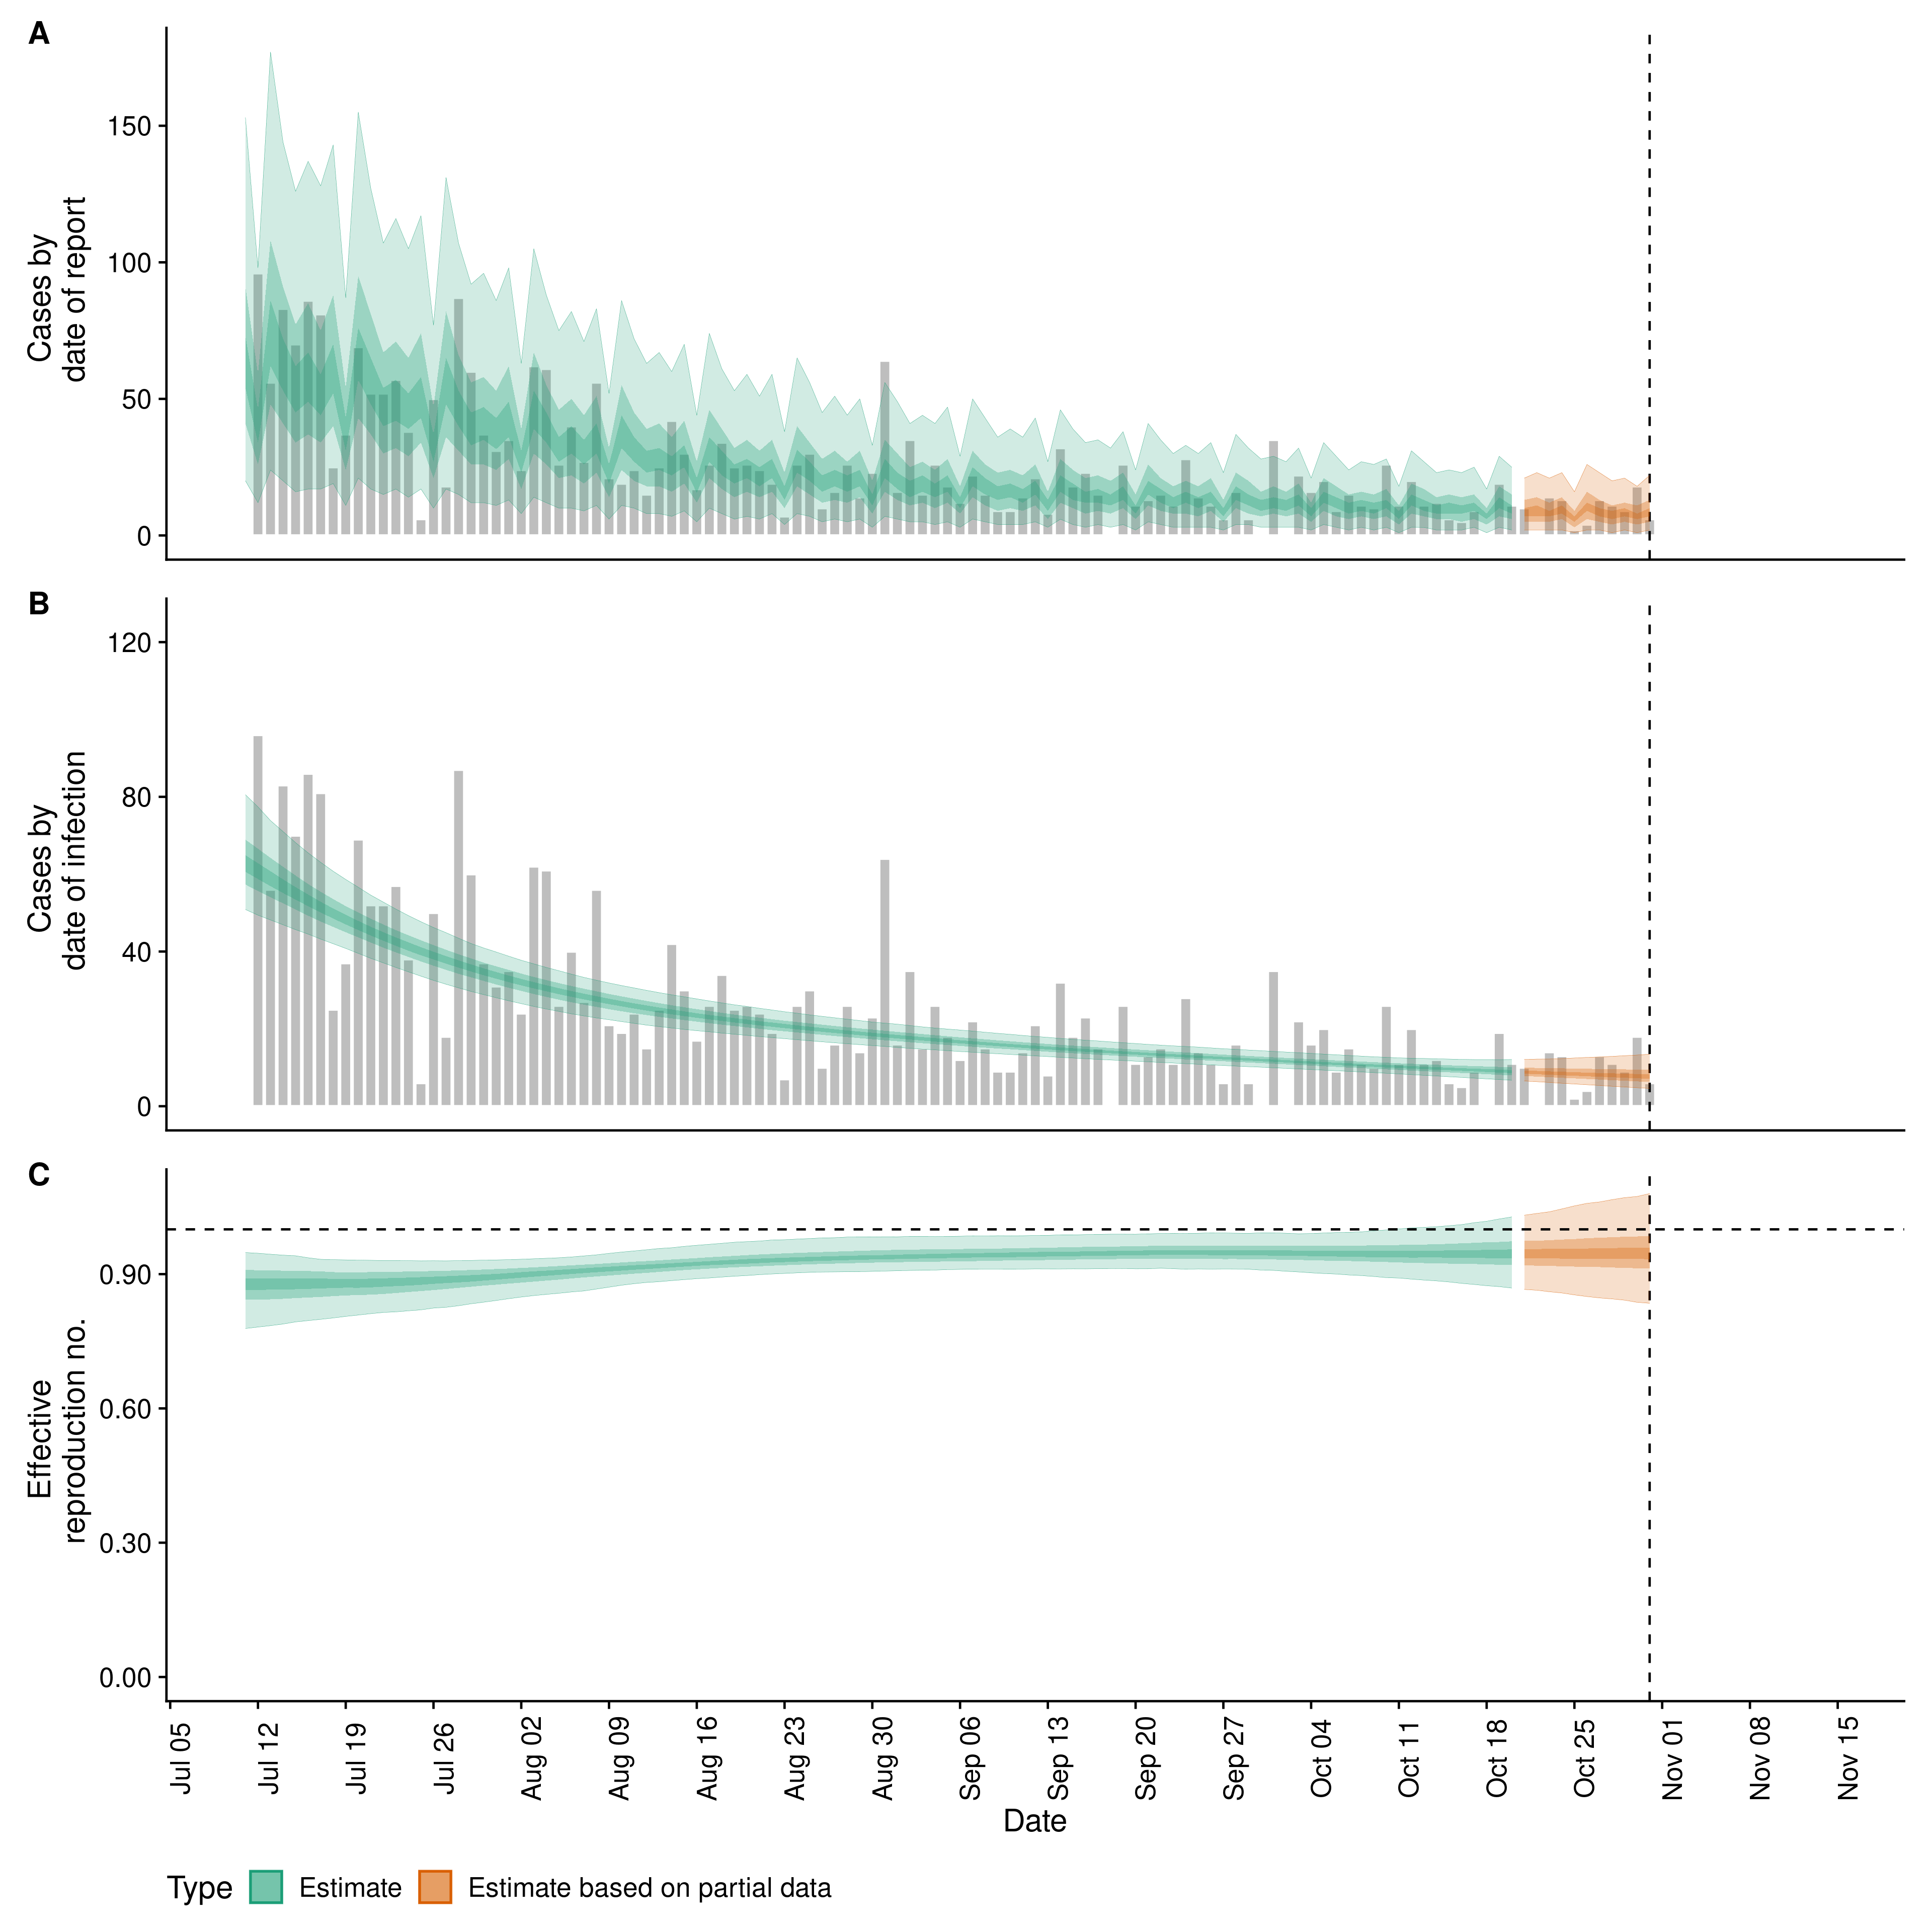 A
Cases by
date of report
150
100
50
0
B
Cases by
date of infection
120
80
40
0
C
Effective
reproduction no.
0.90
0.60
0.30
0.00
Jul 05
Jul 12
Jul 19
Jul 26
Aug 02
Aug 09
Aug 16
Aug 23
Aug 30
Sep 06
Sep 13
Sep 20
Sep 27
Oct 04
Oct 11
Oct 18
Oct 25
Nov 01
Nov 08
Nov 15
Date
Type Estimate Estimate based on partial data